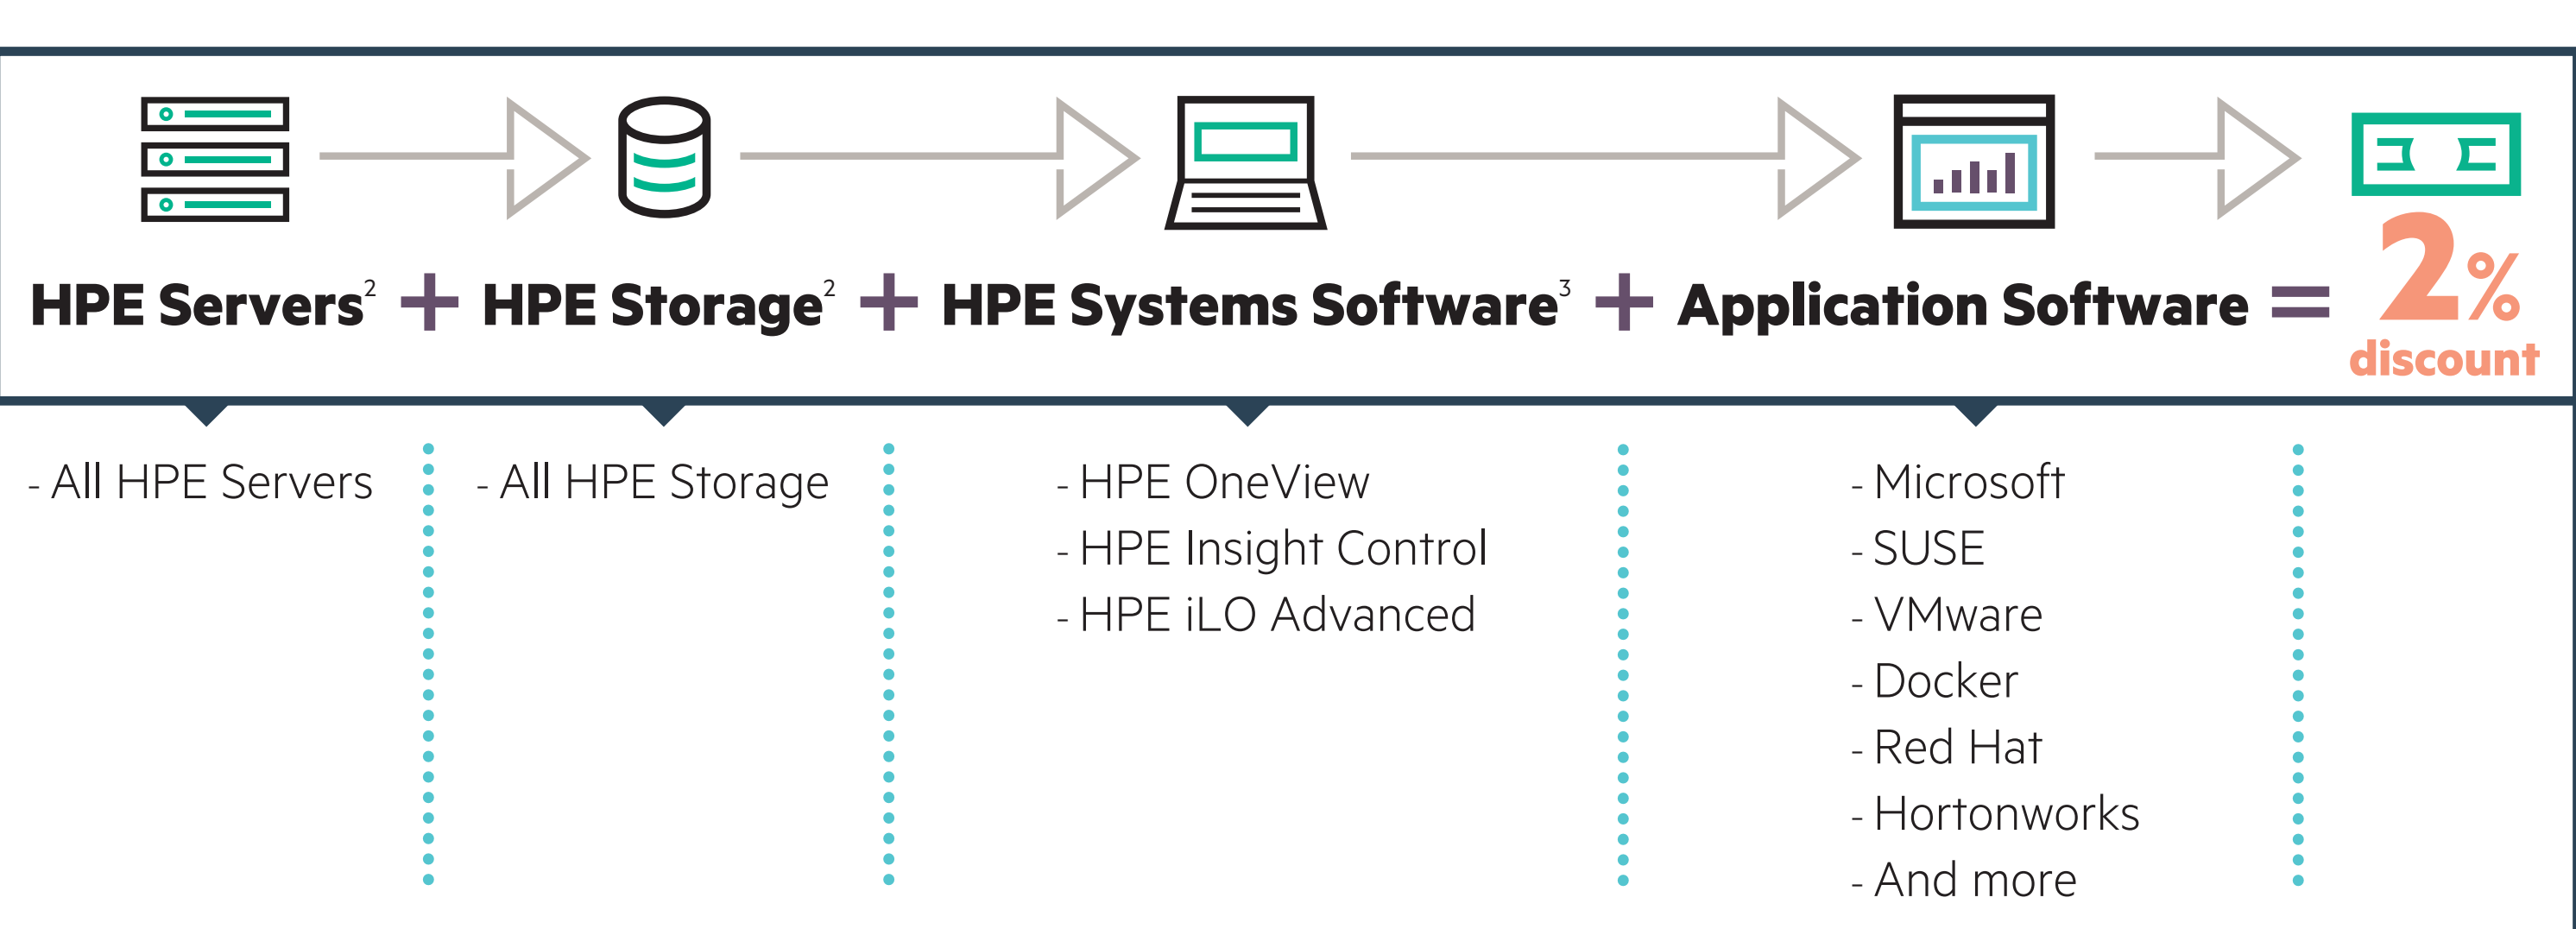 HPE Servers² + HPE Storage² + HPE Systems Software³ + Application Software = 2%
discount
- All HPE Servers
- All HPE Storage
- HPE OneView
- HPE Insight Control
- HPE iLO Advanced
- Microsoft
- SUSE
- VMware
- Docker
- Red Hat
- Hortonworks
- And more